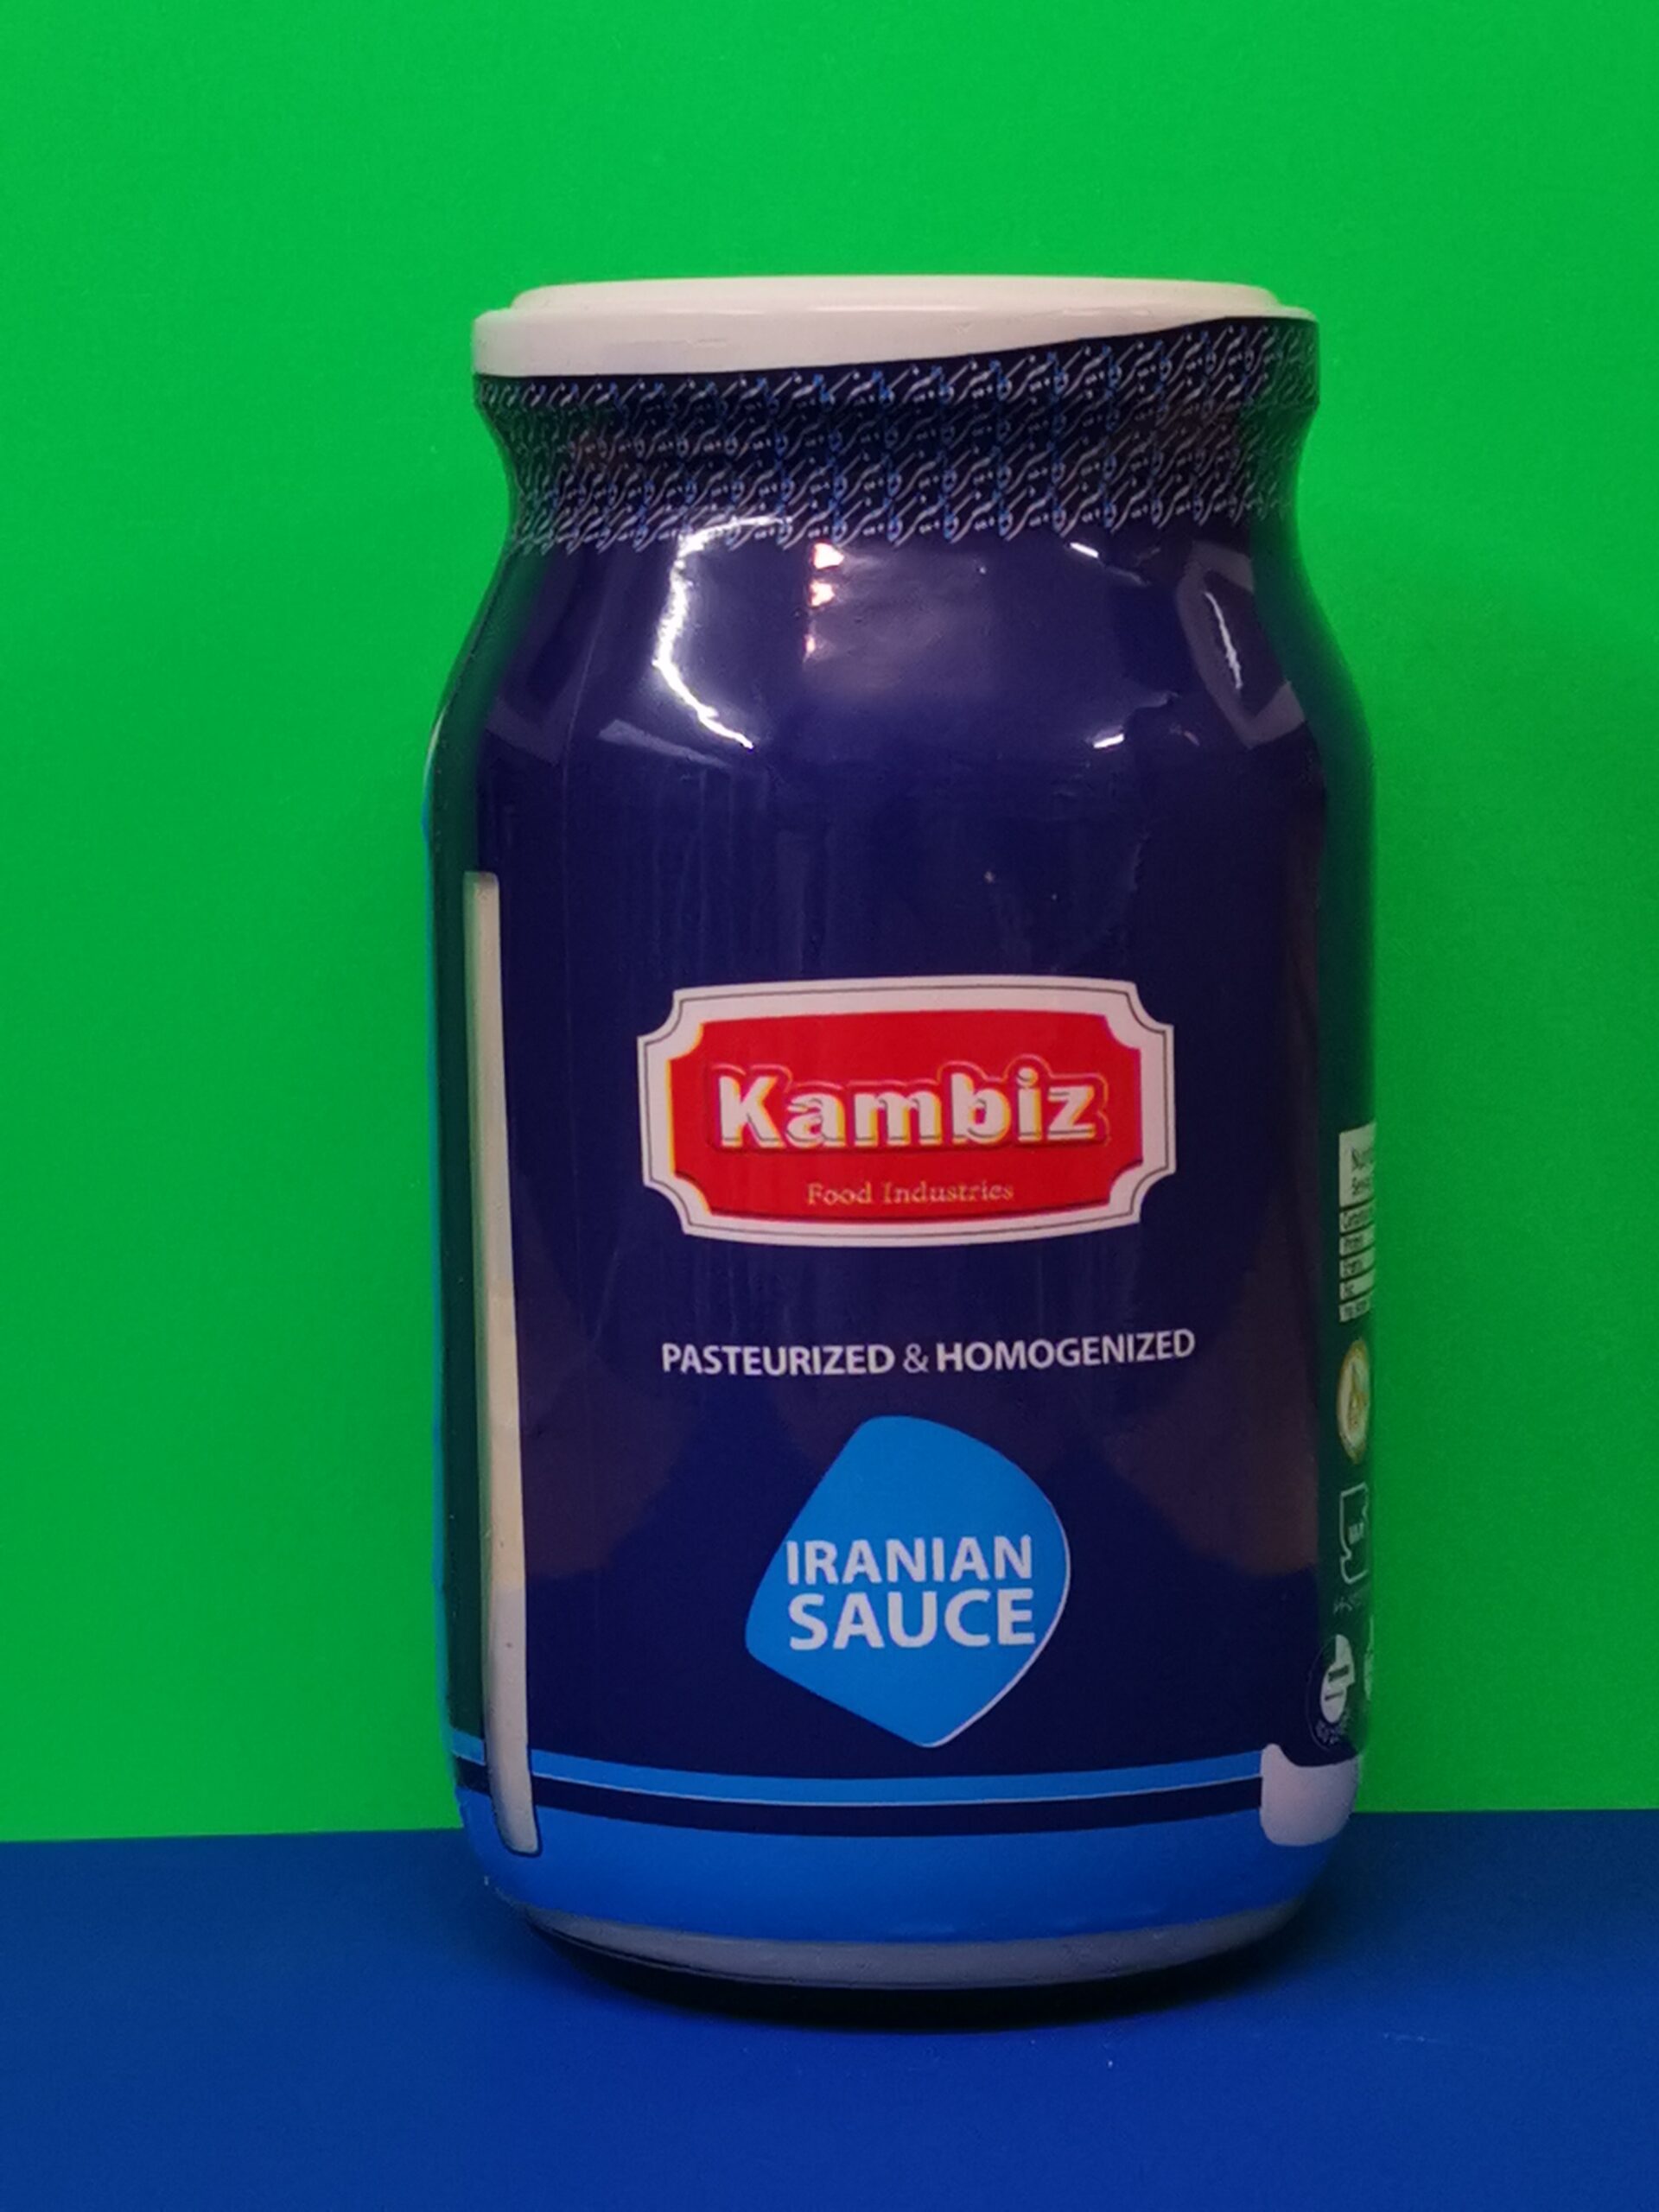 Kambiz
Food Industries
PASTEURIZED & HOMOGENIZED
IRANIAN
SAUCE